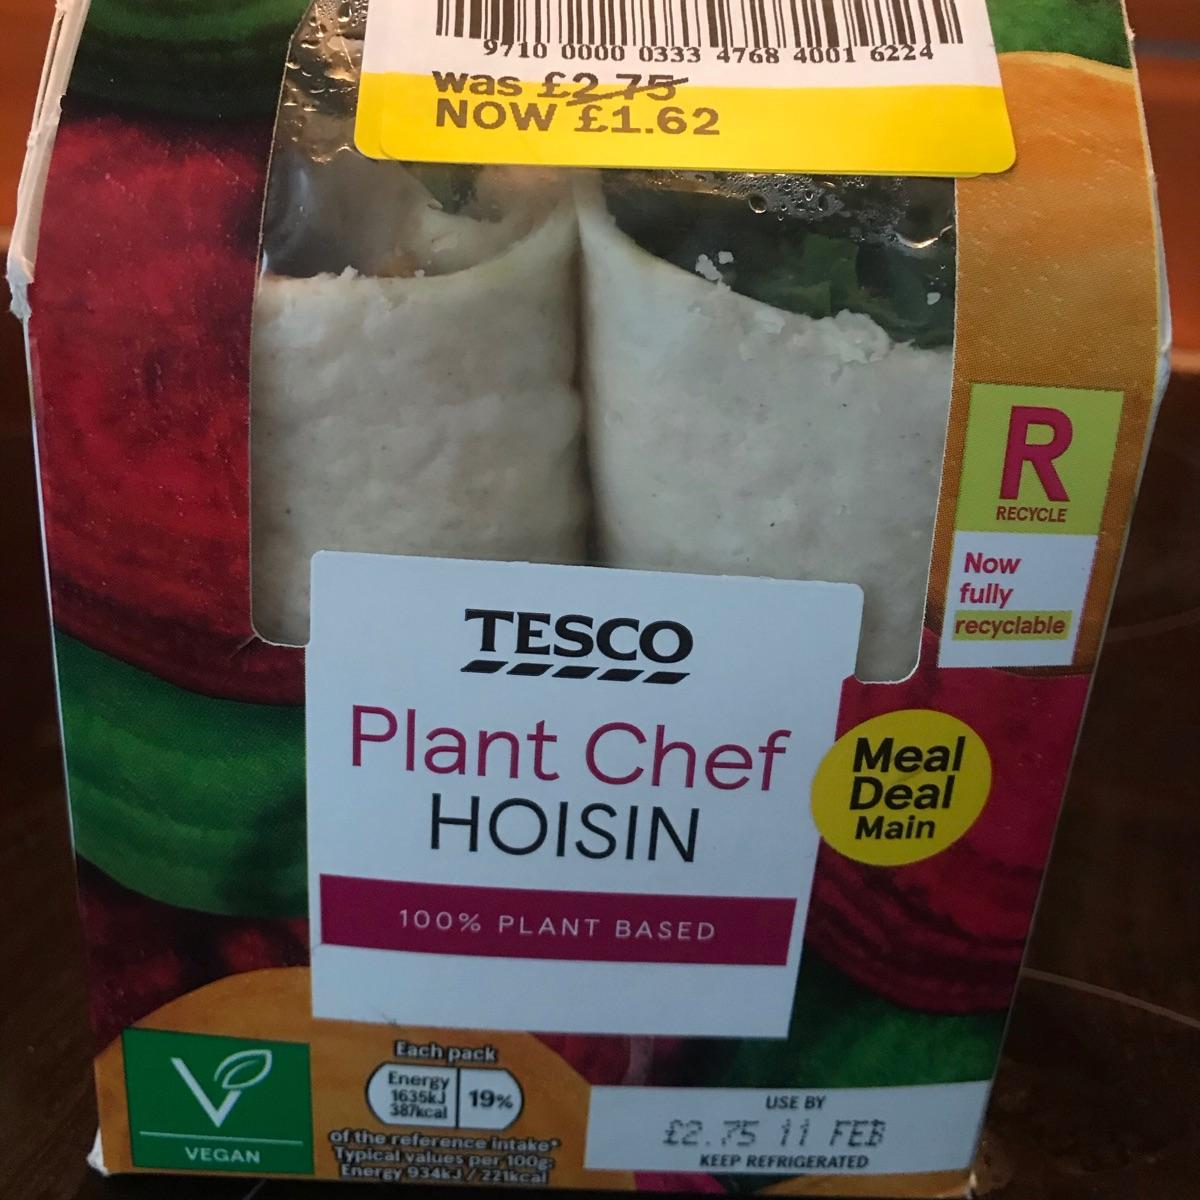 9710 0000 0333 4768 4001 6224
Was £2.75
NOW £1.62
R
RECYCLE
Now
fully
recyclable
TESCO
Plant Chef
HOISIN
100% PLANT BASED
Meal
Deal
Main
VEGAN
Each pack
Energy
1635kJ
387kcal
19%
of the reference intake*
Typical values per 100g:
Energy 934kJ / 221kcal
USE BY
£2.75 11 FEB
KEEP REFRIGERATED